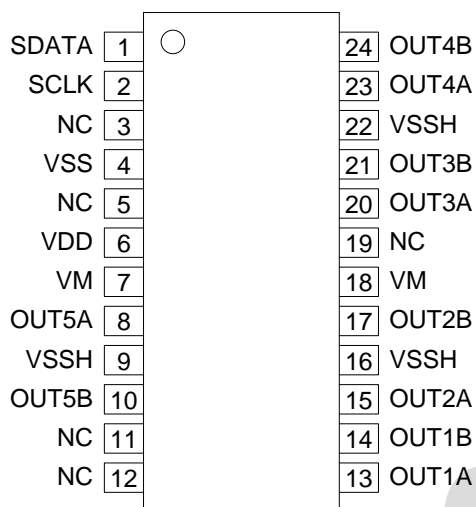 SDATA 1 24 OUT4B
SCLK 2 23 OUT4A
NC 3 22 VSSH
VSS 4 21 OUT3B
NC 5 20 OUT3A
VDD 6 19 NC
VM 7 18 VM
OUT5A 8 17 OUT2B
VSSH 9 16 VSSH
OUT5B 10 15 OUT2A
NC 11 14 OUT1B
NC 12 13 OUT1A